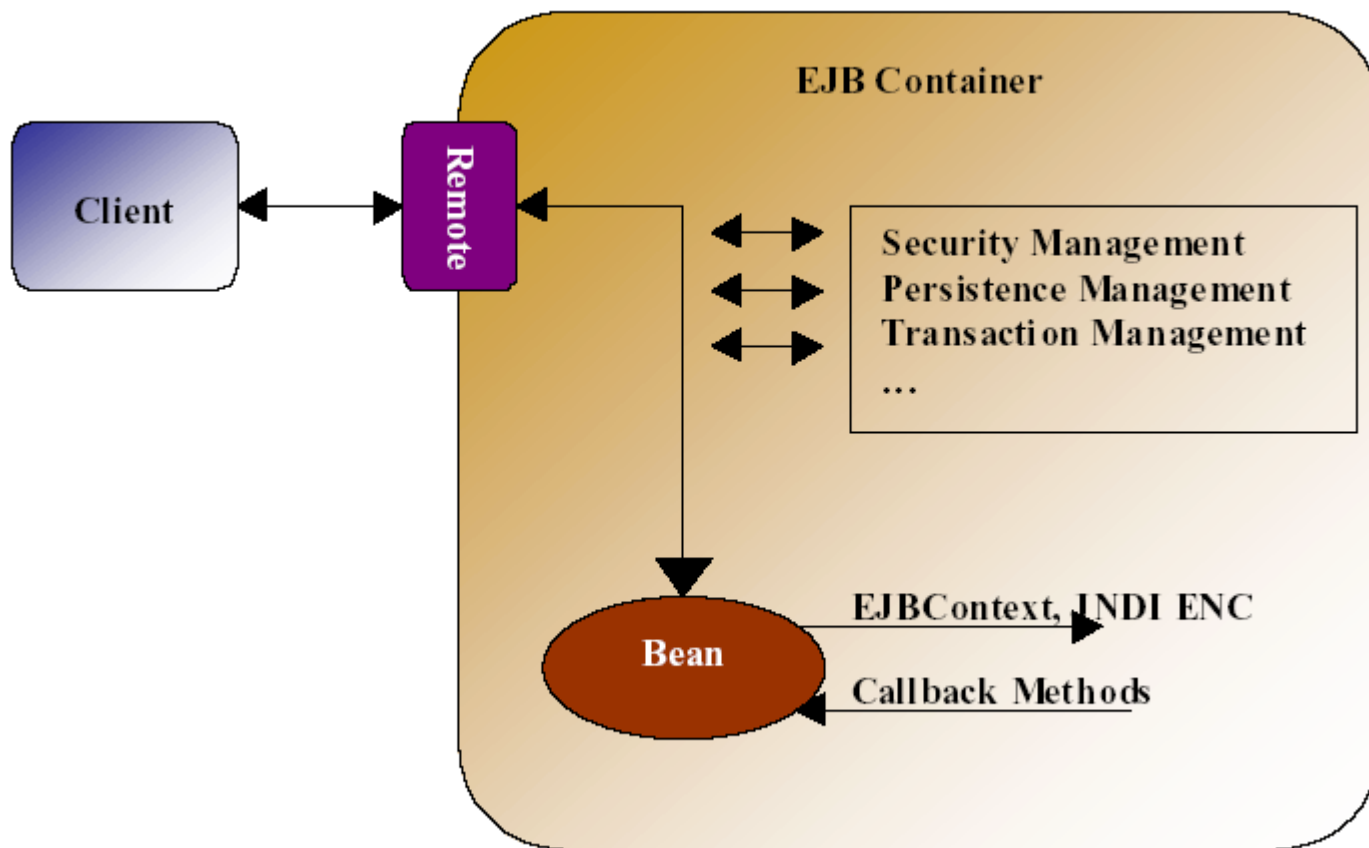 EJB Container
Client
Remote
Security Management
Persistence Management
Transaction Management
...
Bean
EJBContext, JNDI ENC
Callback Methods